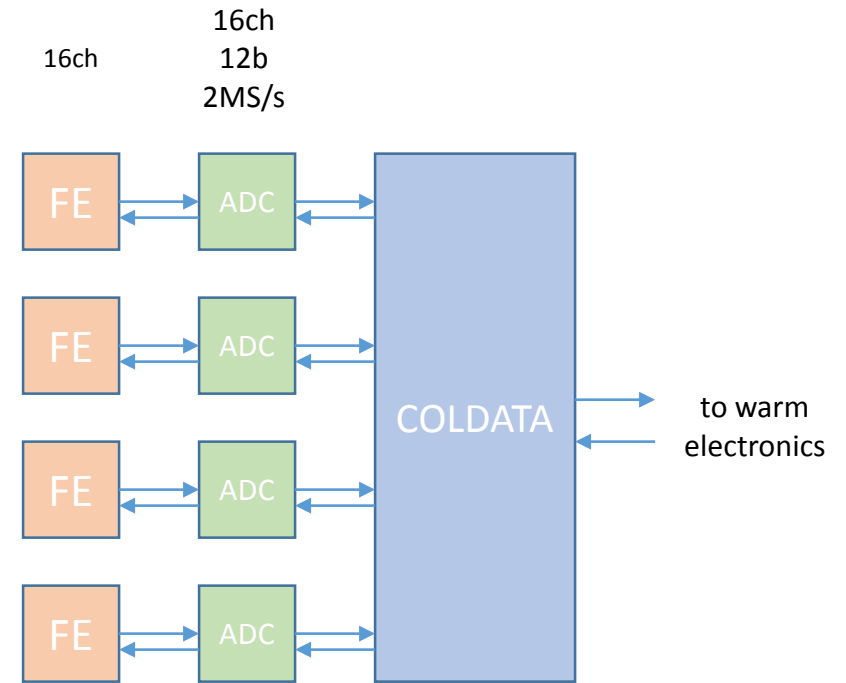 16ch
16ch
12b
2MS/s
FE
ADC
FE
ADC
FE
ADC
FE
ADC
COLDATA
to warm
electronics